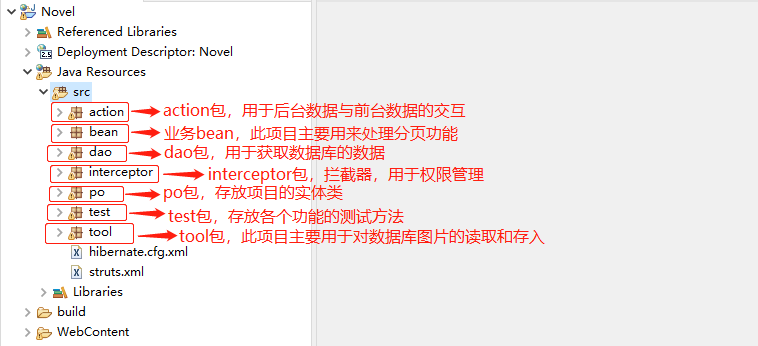 Novel
Referenced Libraries
Deployment Descriptor: Novel
Java Resources
src
action action包，用于后台数据与前台数据的交互
bean 业务bean，此项目主要用来处理分页功能
dao dao包，用于获取数据库的数据
interceptor interceptor包，拦截器，用于权限管理
po po包，存放项目的实体类
test test包，存放各个功能的测试方法
tool tool包，此项目主要用于对数据库图片的读取和存入
hibernate.cfg.xml
struts.xml
Libraries
build
WebContent